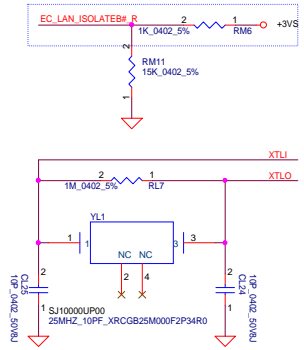 EC_LAN_ISOLATEB#_R
2
1
+3VS
1K_0402_5%
RM6
2
RM11
15K_0402_5%
1
XTLI
2
1
XTLO
1M_0402_5%
RL7
YL1
1
1
3
3
NC
NC
2
4
CL25
10P_0402_50V8J
2
1
2
1
CL24
10P_0402_50V8J
SJ10000UP00
25MHZ_10PF_XRCGB25M000F2P34R0